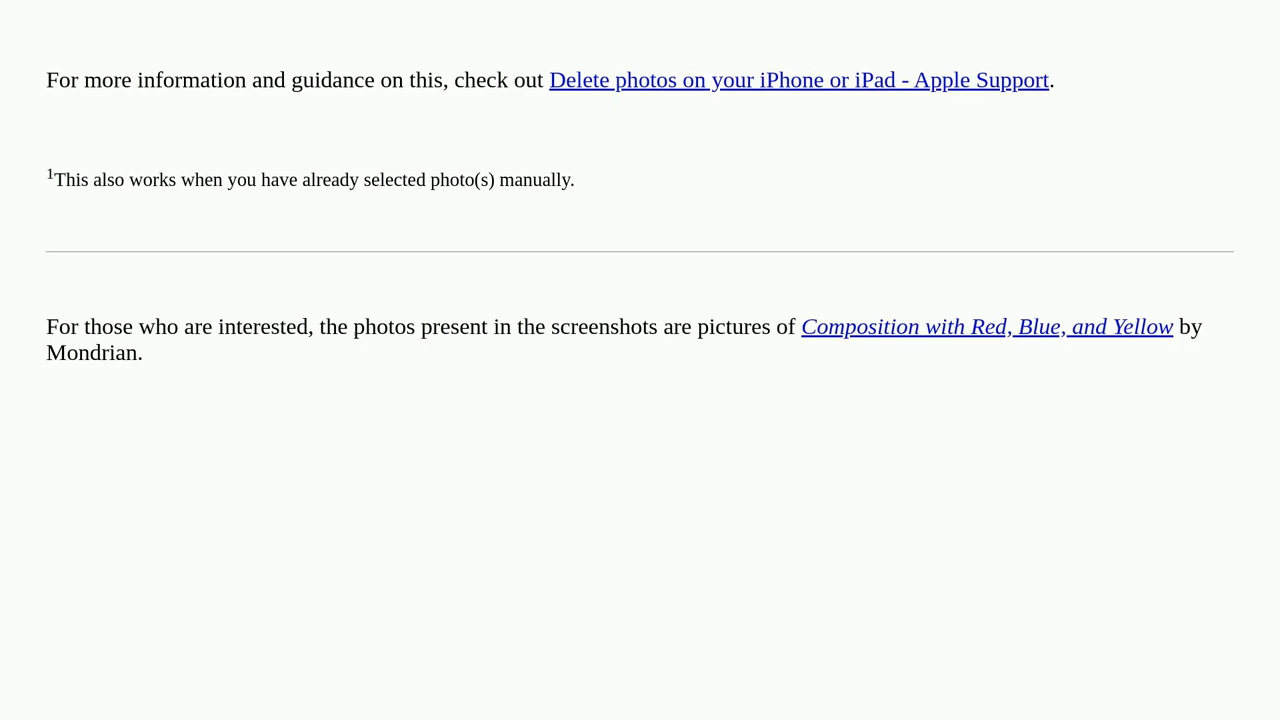 For more information and guidance on this, check out Delete photos on your iPhone or iPad - Apple Support.
1This also works when you have already selected photo(s) manually.
For those who are interested, the photos present in the screenshots are pictures of Composition with Red, Blue, and Yellow by
Mondrian.